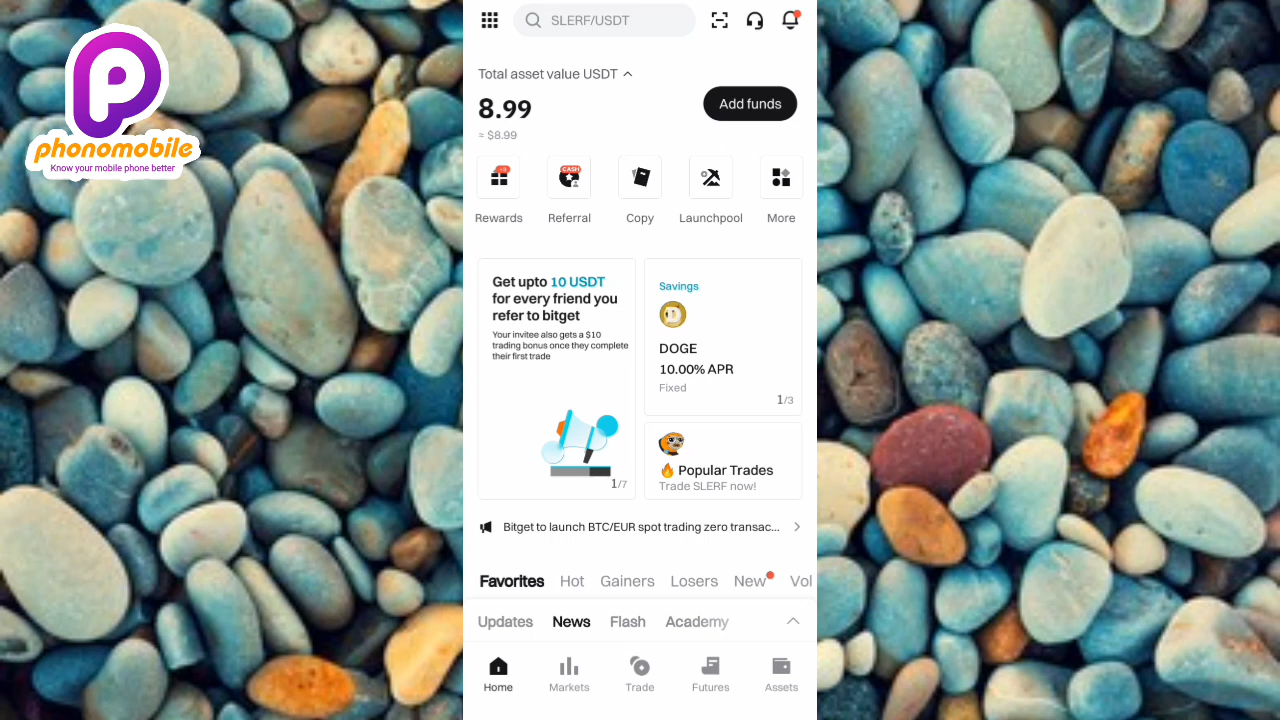 phonomobile
Know your mobile phone better
SLERF/USDT
Total asset value USDT
8.99
≈ $8.99
Add funds
+3
CASH
Rewards
Referral
Copy
Launchpool
More
Get upto 10 USDT
for every friend you
refer to bitget
Your invitee also gets a $10
trading bonus once they complete
their first trade
1/7
Savings
DOGE
10.00% APR
Fixed
1/3
🔥 Popular Trades
Trade SLERF now!
Bitget to launch BTC/EUR spot trading zero transac...
Favorites Hot Gainers Losers New Vol
Updates News Flash Academy
Home Markets Trade Futures Assets